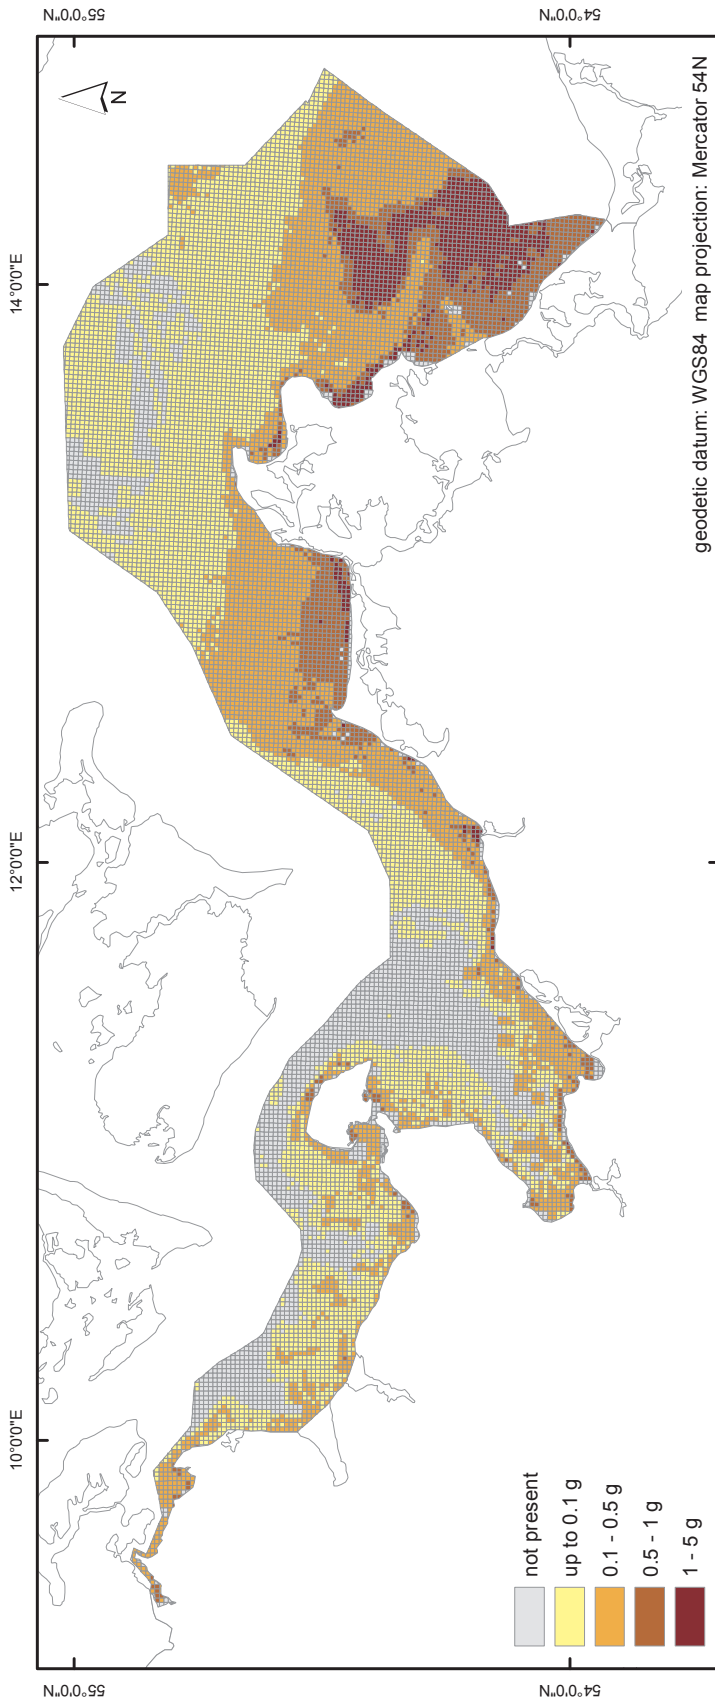 10°0'0"E
12°0'0"E
14°0'0"E
55°0'0"N
55°0'0"N
54°0'0"N
54°0'0"N
N
not present
up to 0.1 g
0.1 - 0.5 g
0.5 - 1 g
1 - 5 g
geodetic datum: WGS84 map projection: Mercator 54N